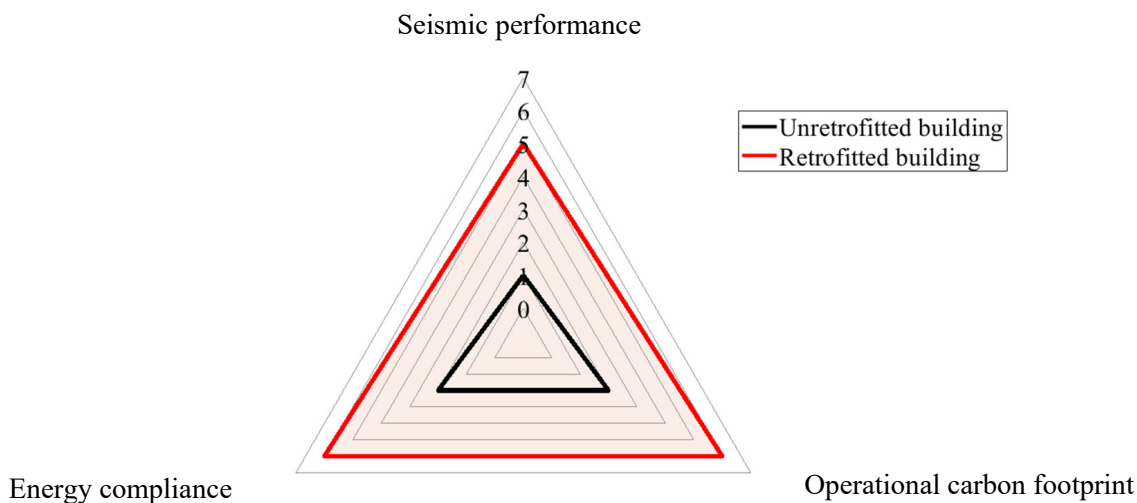 Seismic performance
7
6
5
4
3
2
1
0
Unretrofitted building
Retrofitted building
Energy compliance
Operational carbon footprint